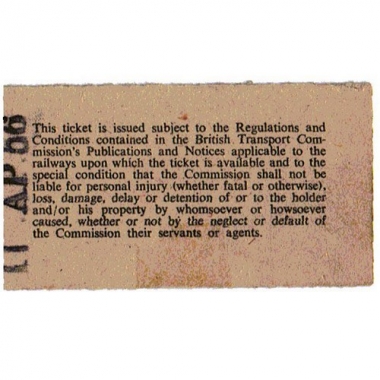 This ticket is issued subject to the Regulations and
Conditions contained in the British Transport Com-
mission's Publications and Notices applicable to the
railways upon which the ticket is available and to the
special condition that the Commission shall not be
liable for personal injury (whether fatal or otherwise),
loss, damage, delay or detention of or to the holder
and/or his property by whomsoever or howsoever
caused, whether or not by the neglect or default of
the Commission their servants or agents.
11 AP 56